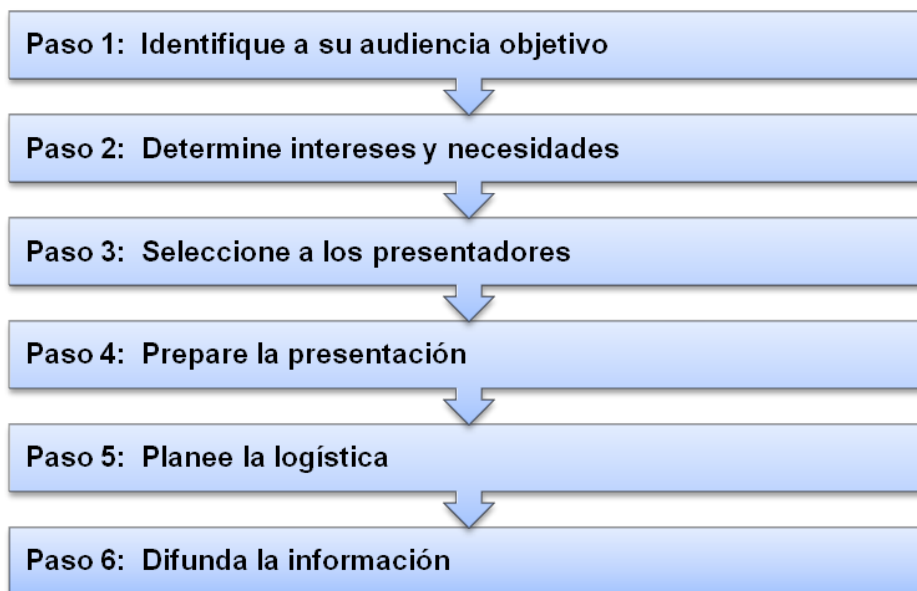 Paso 1: Identifique a su audiencia objetivo
Paso 2: Determine intereses y necesidades
Paso 3: Seleccione a los presentadores
Paso 4: Prepare la presentación
Paso 5: Planee la logística
Paso 6: Difunda la información